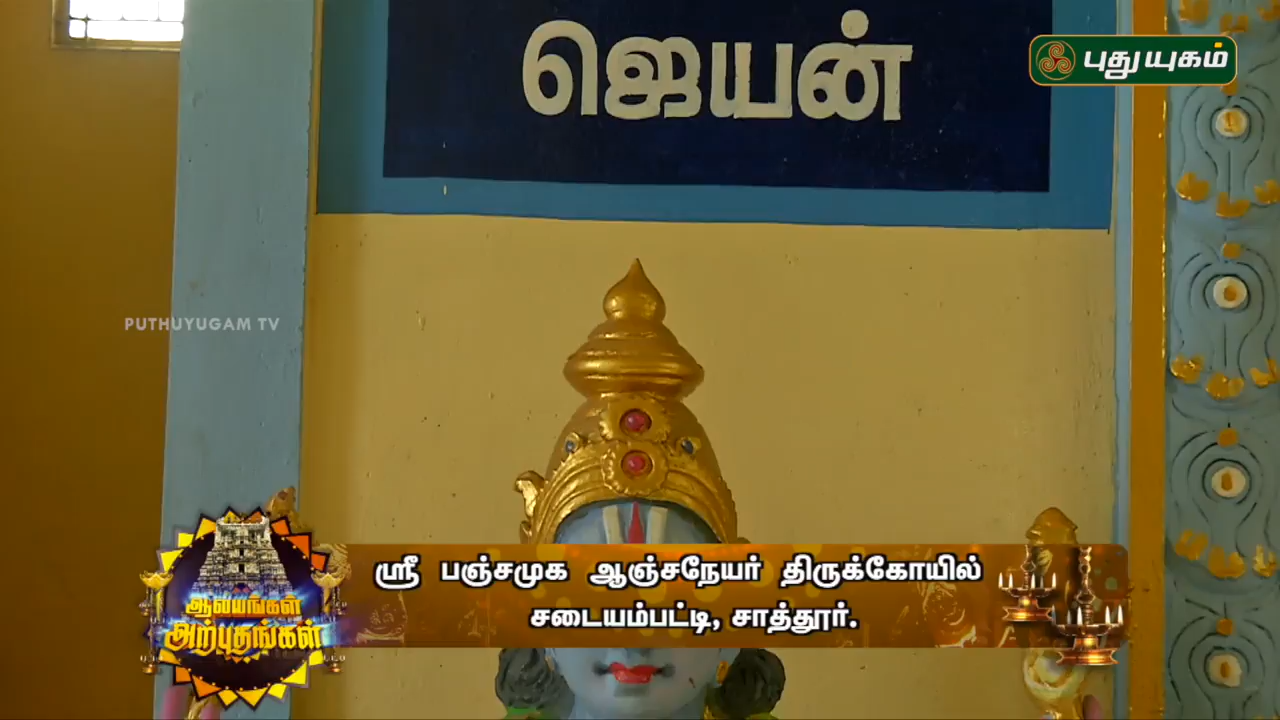 ஜெயன்
புதுயுகம்
PUTHUYUGAM TV
ஸ்ரீ பஞ்சமுக ஆஞ்சநேயர் திருக்கோயில்
சடையம்பட்டி, சாத்தூர்.
ஆலயங்கள்
அற்புதங்கள்